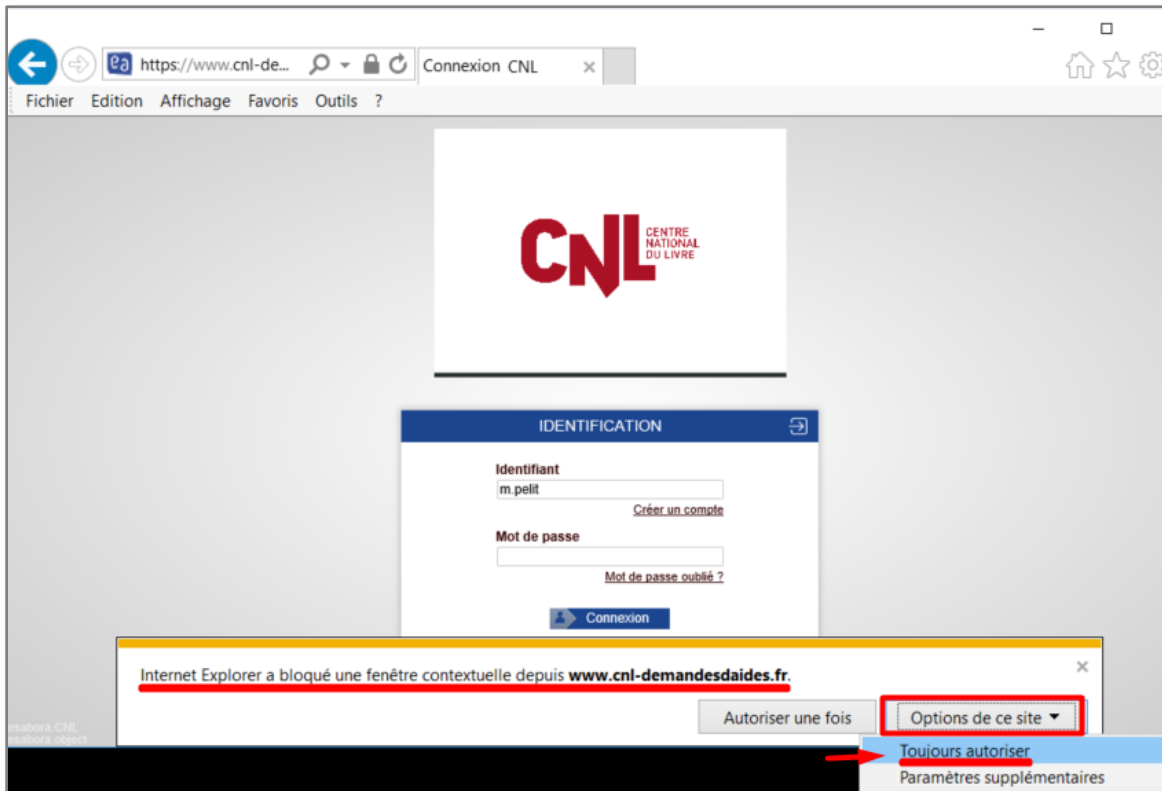 https://www.cnl-de...
Connexion CNL
Fichier Edition Affichage Favoris Outils ?
CNL
CENTRE
NATIONAL
DU LIVRE
IDENTIFICATION
Identifiant
m.pelit
Créer un compte
Mot de passe
Mot de passe oublié ?
Connexion
Internet Explorer a bloqué une fenêtre contextuelle depuis www.cnl-demandesdaides.fr.
Autoriser une fois
Options de ce site
esabora.CNL
esabora.object
Toujours autoriser
Paramètres supplémentaires